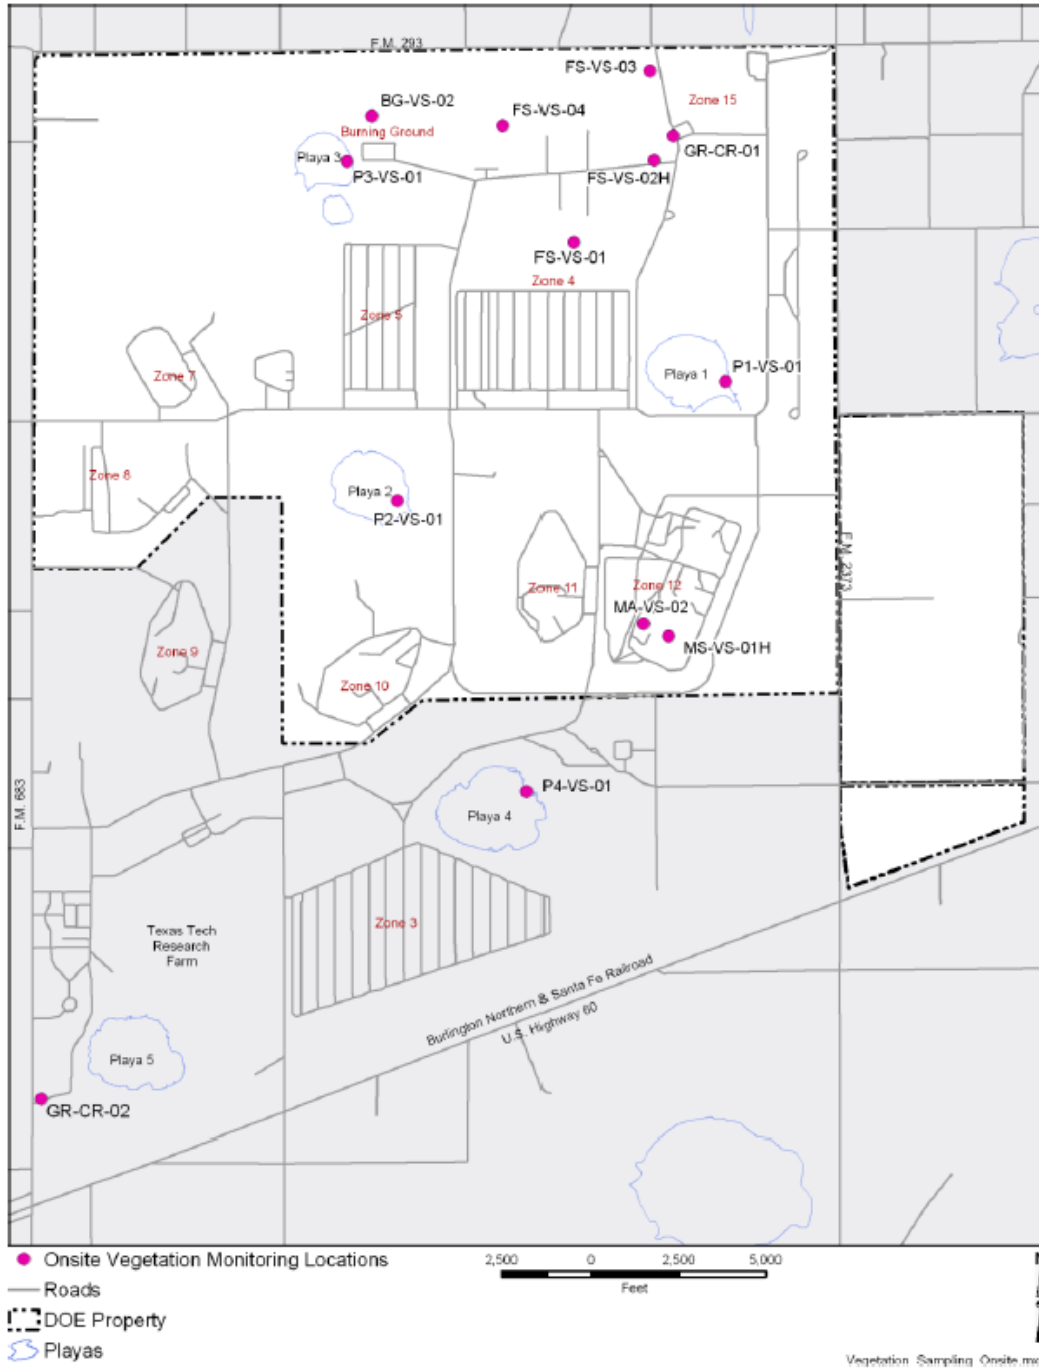 F.M. 293
FS-VS-03
Zone 15
BG-VS-02
FS-VS-04
Burning Ground
GR-CR-01
Playa 3
P3-VS-01
FS-VS-02H
FS-VS-01
Zone 4
Zone 5
Zone 7
Playa 1
P1-VS-01
Zone 8
Playa 2
P2-VS-01
F.M. 2373
Zone 11
Zone 12
MA-VS-02
MS-VS-01H
Zone 9
Zone 10
F.M. 683
P4-VS-01
Playa 4
Zone 3
Texas Tech
Research
Farm
Burlington Northern & Santa Fe Railroad
U.S. Highway 60
Playa 5
GR-CR-02
Onsite Vegetation Monitoring Locations
2,500 0 2,500 5,000
Feet
Roads
DOE Property
Playas
Vegetation_Sampling_Onsite